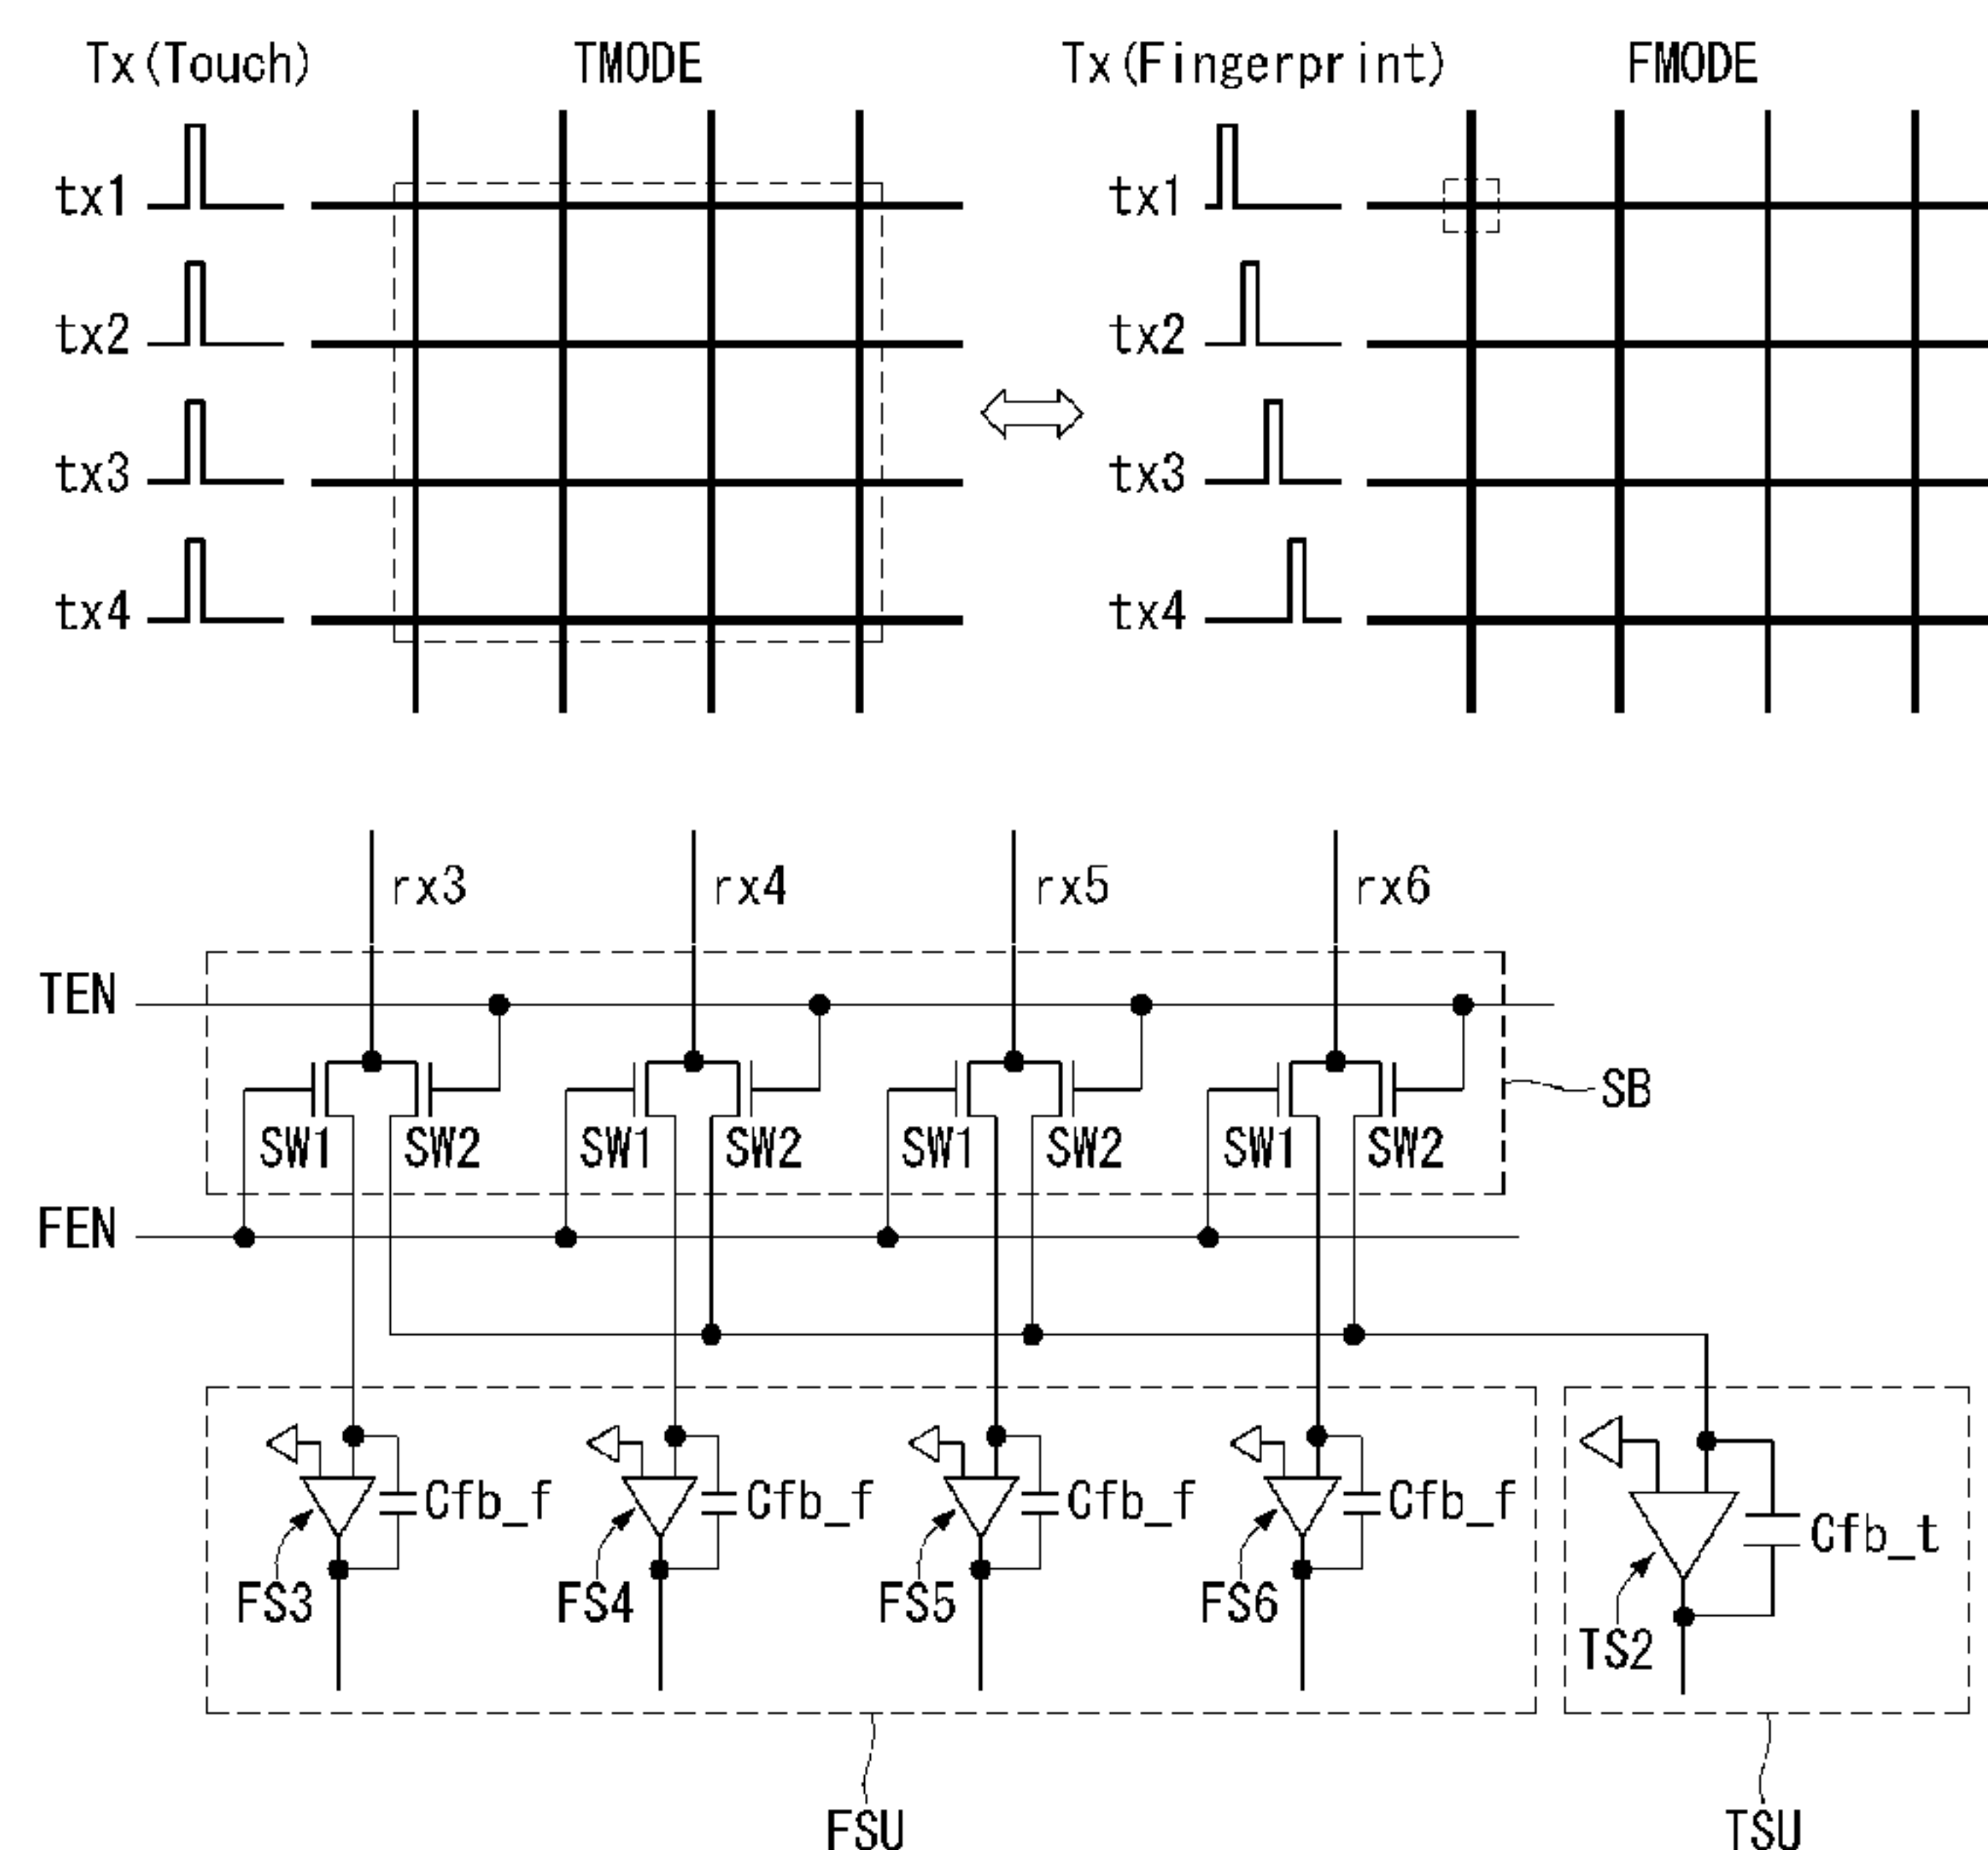 Tx(Touch) TMODE Tx(Fingerprint) FMODE
tx1 tx1
tx2 tx2
tx3 tx3
tx4 tx4
rx3 rx4 rx5 rx6
TEN
SB
SW1 SW2 SW1 SW2 SW1 SW2 SW1 SW2
FEN
Cfb_f Cfb_f Cfb_f Cfb_f Cfb_t
FS3 FS4 FS5 FS6 TS2
FSU TSU